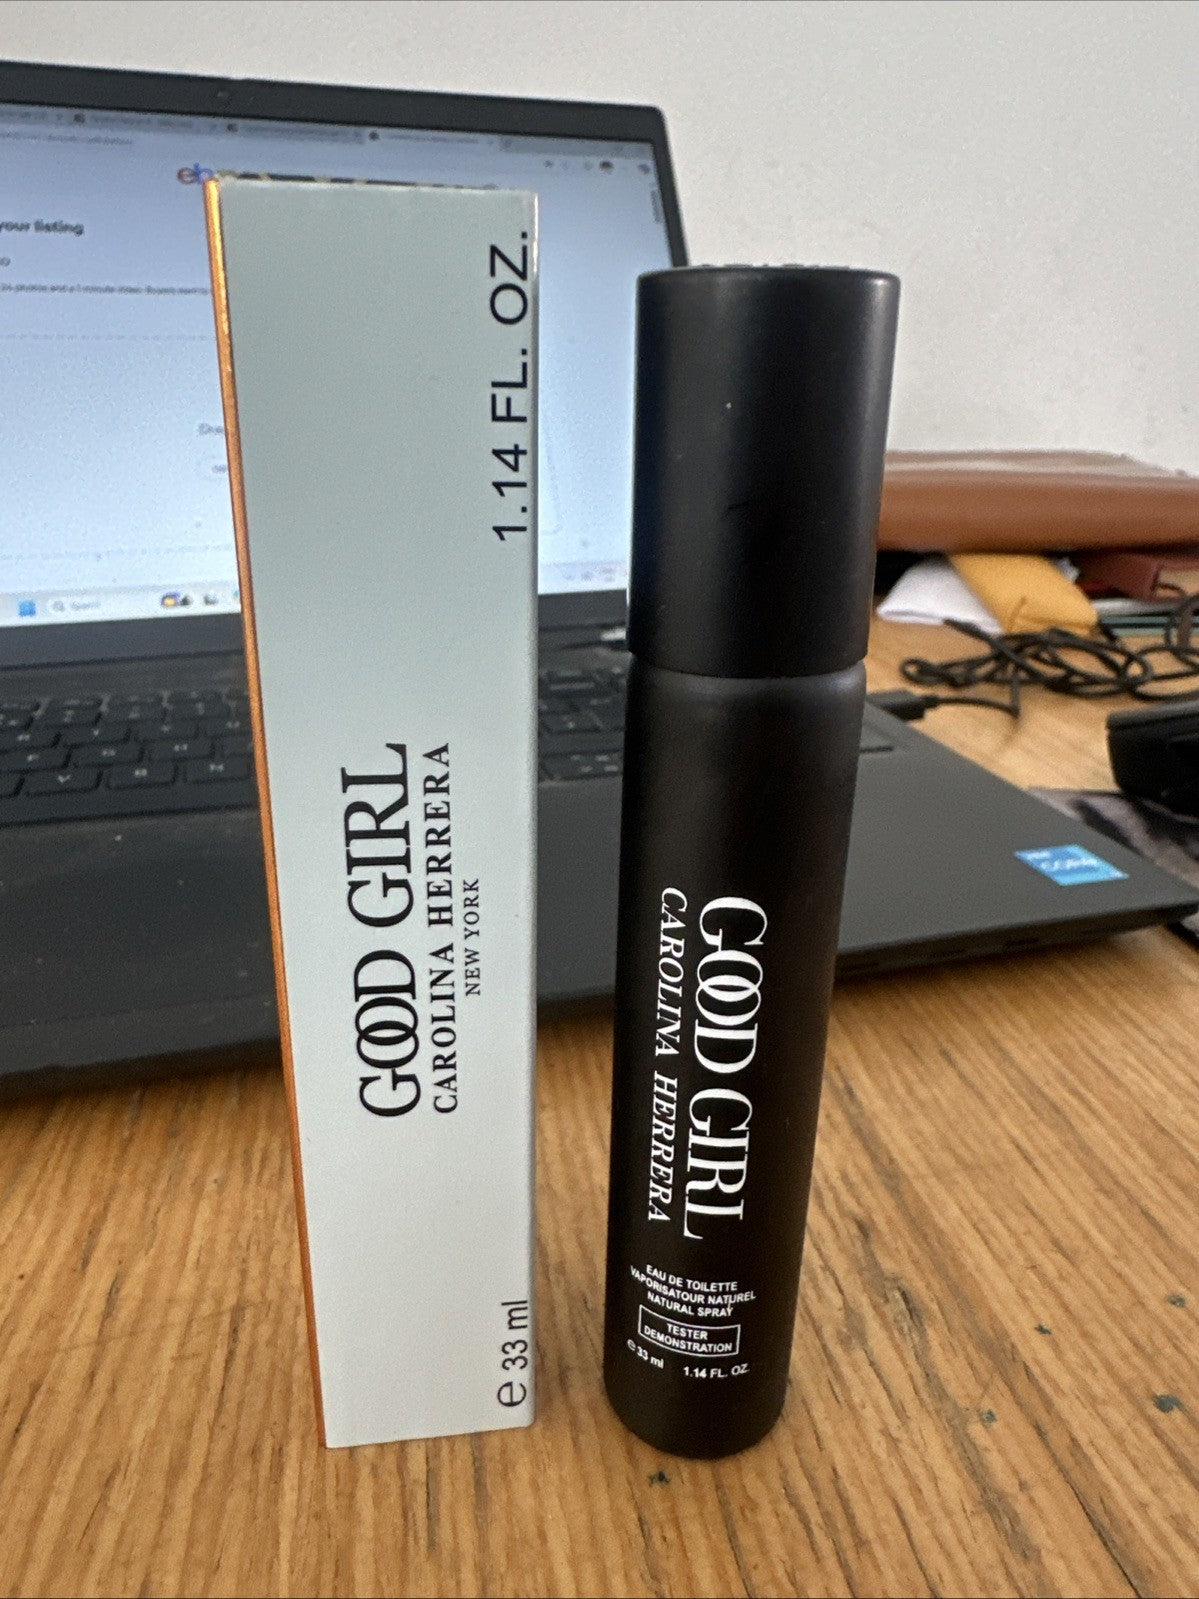 your listing
1.14 FL. OZ.
GOOD GIRL
CAROLINA HERRERA
NEW YORK
e 33 ml
GOOD GIRL
CAROLINA HERRERA
EAU DE TOILETTE
VAPORISATOUR NATUREL
NATURAL SPRAY
TESTER
DEMONSTRATION
e 33 ml 1.14 FL. OZ